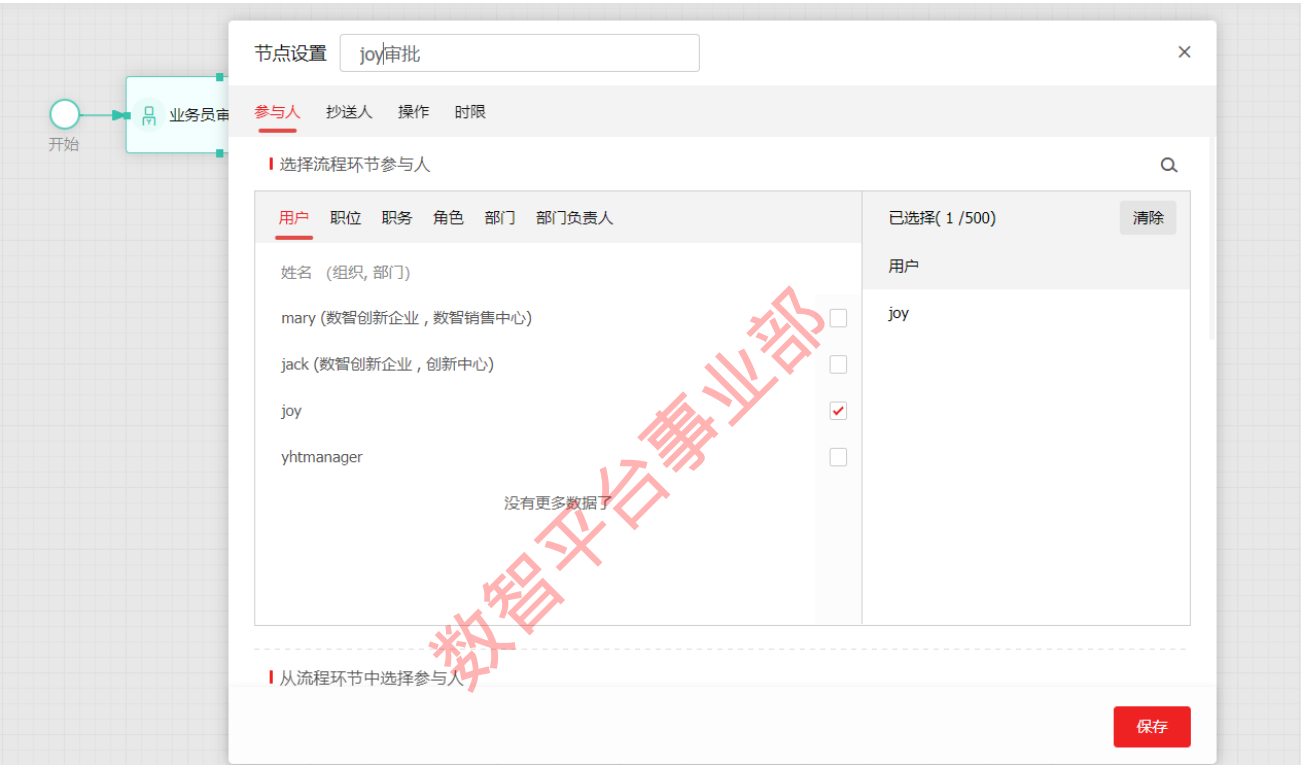 节点设置 joy审批
参与人 抄送人 操作 时限
业务员审
开始
选择流程环节参与人
用户 职位 职务 角色 部门 部门负责人
已选择( 1 /500) 清除
姓名 (组织, 部门)
用户
mary (数智创新企业 , 数智销售中心)
joy
jack (数智创新企业 , 创新中心)
joy
yhtmanager
没有更多数据了
数智平台事业部
从流程环节中选择参与人
保存